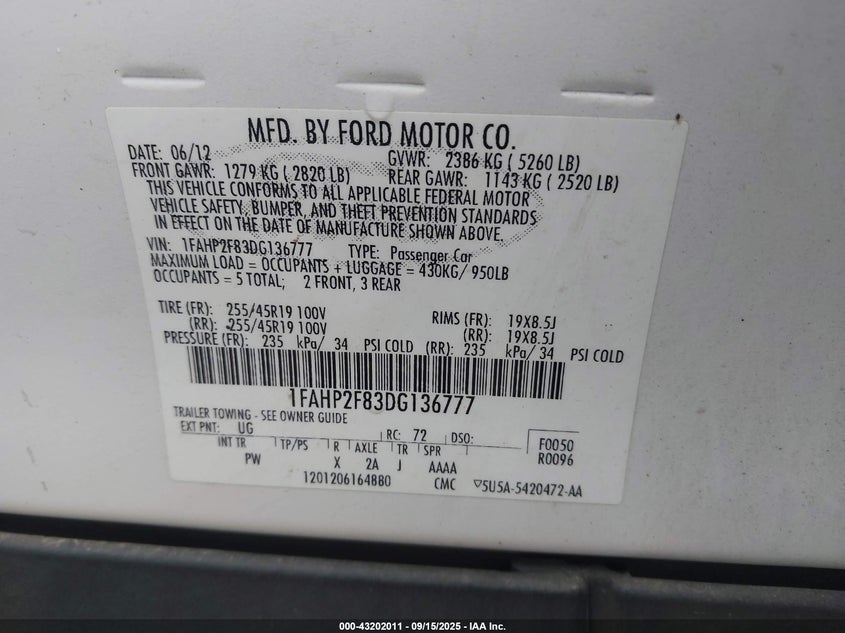 MFD. BY FORD MOTOR CO.
DATE: 06/12 GVWR: 2386 KG ( 5260 LB)
FRONT GAWR: 1279 KG ( 2820 LB) REAR GAWR: 1143 KG ( 2520 LB)
THIS VEHICLE CONFORMS TO ALL APPLICABLE FEDERAL MOTOR
VEHICLE SAFETY, BUMPER, AND THEFT PREVENTION STANDARDS
IN EFFECT ON THE DATE OF MANUFACTURE SHOWN ABOVE.
VIN: 1FAHP2F83DG136777 TYPE: Passenger Car
MAXIMUM LOAD = OCCUPANTS + LUGGAGE = 430KG/ 950LB
OCCUPANTS = 5 TOTAL; 2 FRONT, 3 REAR
TIRE (FR): 255/45R19 100V RIMS (FR): 19X8.5J
(RR): 255/45R19 100V (RR): 19X8.5J
PRESSURE (FR): 235 kPa/ 34 PSI COLD (RR): 235 kPa/ 34 PSI COLD
1FAHP2F83DG136777
TRAILER TOWING - SEE OWNER GUIDE
EXT PNT: UG RC: 72 DSO: F0050
INT TR TP/PS R AXLE TR SPR R0096
PW X 2A J AAAA
1201206164880 CMC ▽5U5A-5420472-AA
000-43202011 - 09/15/2025 - IAA Inc.